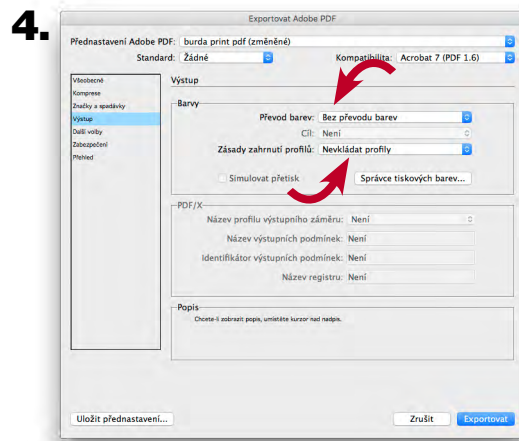 4.
Exportovat Adobe PDF
Přednastavení Adobe PDF: burda print pdf (změněné)
Standard: Žádné Kompatibilita: Acrobat 7 (PDF 1.6)
Všeobecné
Komprese
Značky a spadávky
Výstup
Další volby
Zabezpečení
Přehled
Výstup
Barvy
Převod barev: Bez převodu barev
Cíl: Není
Zásady zahrnutí profilů: Nevkládat profily
Simulovat přetisk Správce tiskových barev...
PDF/X
Název profilu výstupního záměru: Není
Název výstupních podmínek: Není
Identifikátor výstupních podmínek: Není
Název registru: Není
Popis
Chcete-li zobrazit popis, umístěte kurzor nad nadpis.
Uložit přednastavení... Zrušit Exportovat